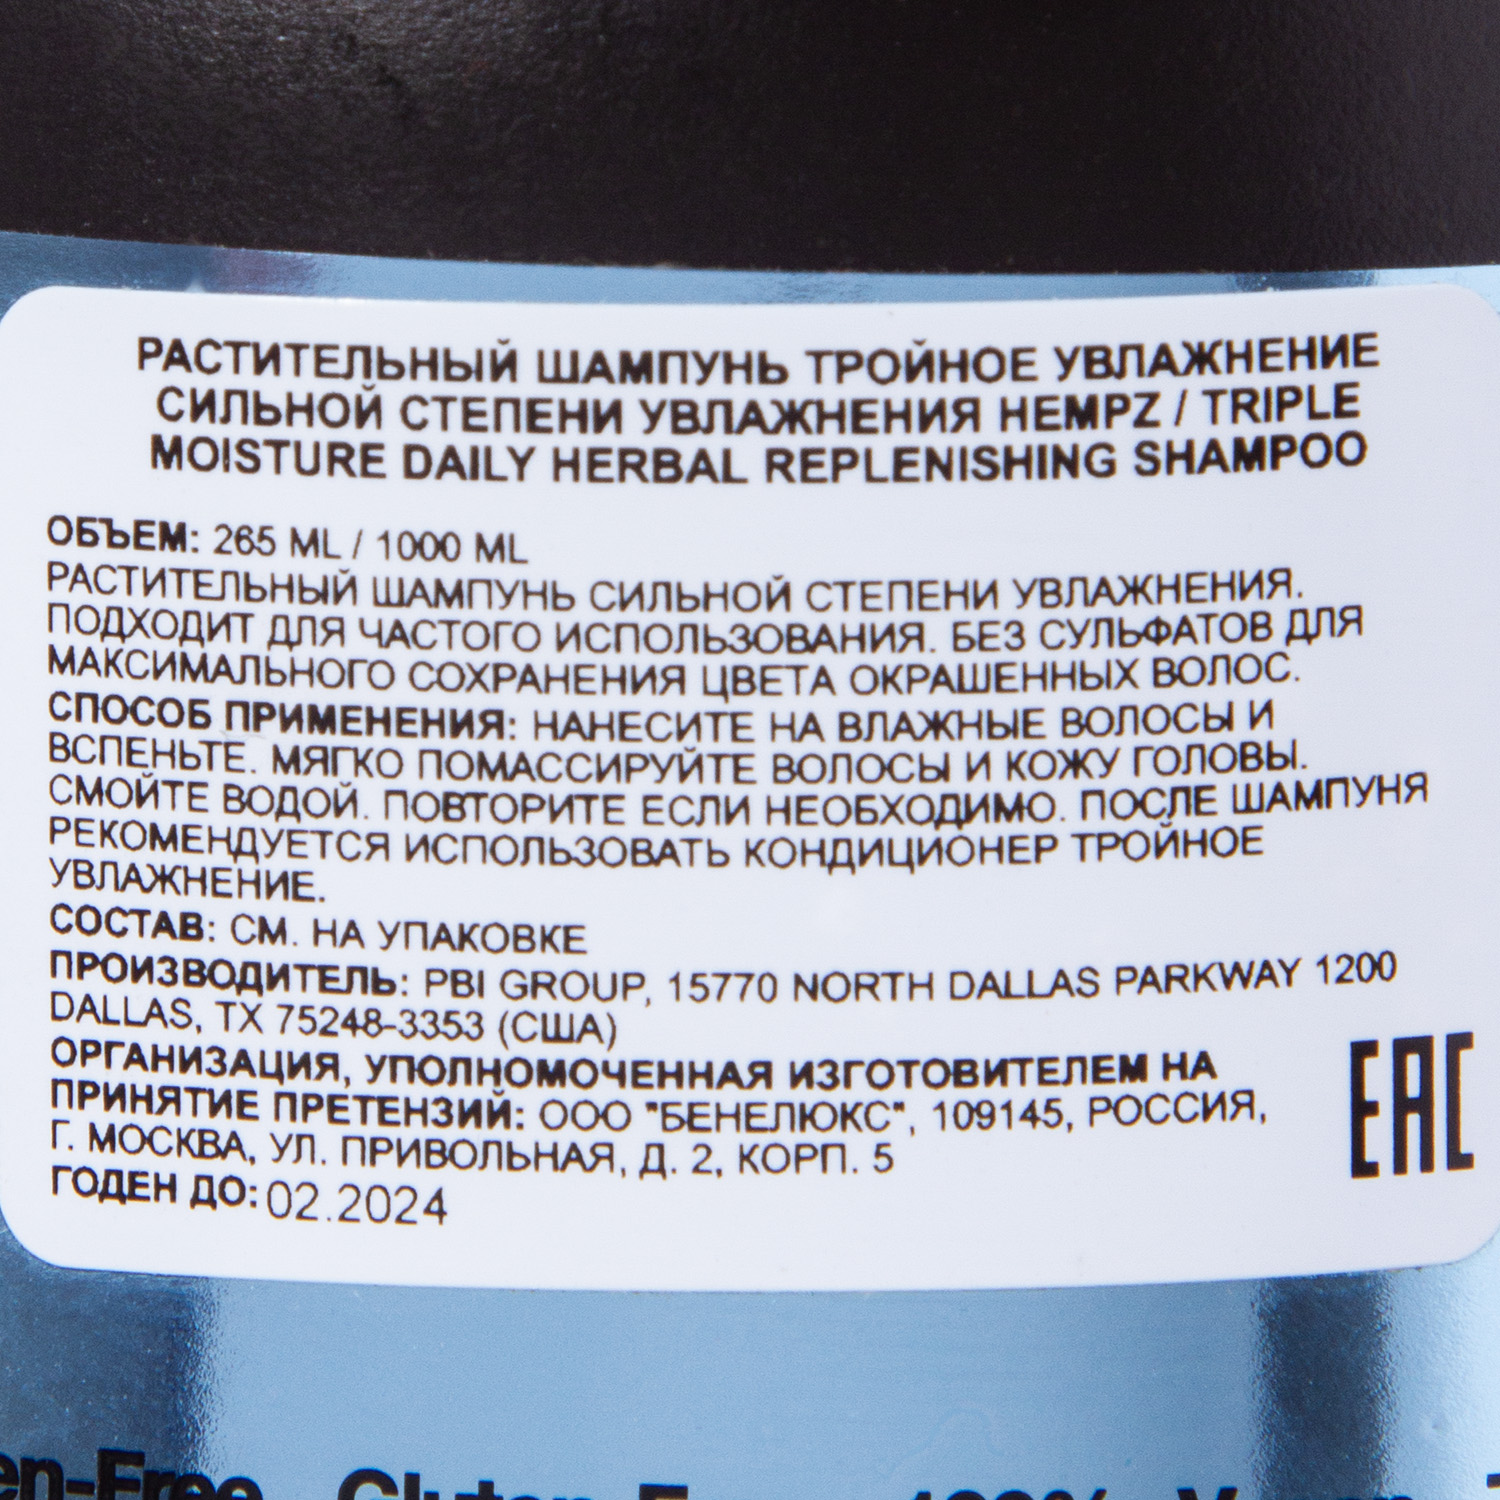 РАСТИТЕЛЬНЫЙ ШАМПУНЬ ТРОЙНОЕ УВЛАЖНЕНИЕ
СИЛЬНОЙ СТЕПЕНИ УВЛАЖНЕНИЯ HEMPZ / TRIPLE
MOISTURE DAILY HERBAL REPLENISHING SHAMPOO
ОБЪЕМ: 265 ML / 1000 ML
РАСТИТЕЛЬНЫЙ ШАМПУНЬ СИЛЬНОЙ СТЕПЕНИ УВЛАЖНЕНИЯ.
ПОДХОДИТ ДЛЯ ЧАСТОГО ИСПОЛЬЗОВАНИЯ. БЕЗ СУЛЬФАТОВ ДЛЯ
МАКСИМАЛЬНОГО СОХРАНЕНИЯ ЦВЕТА ОКРАШЕННЫХ ВОЛОС.
СПОСОБ ПРИМЕНЕНИЯ: НАНЕСИТЕ НА ВЛАЖНЫЕ ВОЛОСЫ И
ВСПЕНЬТЕ. МЯГКО ПОМАССИРУЙТЕ ВОЛОСЫ И КОЖУ ГОЛОВЫ.
СМОЙТЕ ВОДОЙ. ПОВТОРИТЕ ЕСЛИ НЕОБХОДИМО. ПОСЛЕ ШАМПУНЯ
РЕКОМЕНДУЕТСЯ ИСПОЛЬЗОВАТЬ КОНДИЦИОНЕР ТРОЙНОЕ
УВЛАЖНЕНИЕ.
СОСТАВ: СМ. НА УПАКОВКЕ
ПРОИЗВОДИТЕЛЬ: PBI GROUP, 15770 NORTH DALLAS PARKWAY 1200
DALLAS, TX 75248-3353 (США)
ОРГАНИЗАЦИЯ, УПОЛНОМОЧЕННАЯ ИЗГОТОВИТЕЛЕМ НА
ПРИНЯТИЕ ПРЕТЕНЗИЙ: ООО "БЕНЕЛЮКС", 109145, РОССИЯ,
Г. МОСКВА, УЛ. ПРИВОЛЬНАЯ, Д. 2, КОРП. 5
ГОДЕН ДО: 02.2024
EAC
en-Free Gluten-F 100%